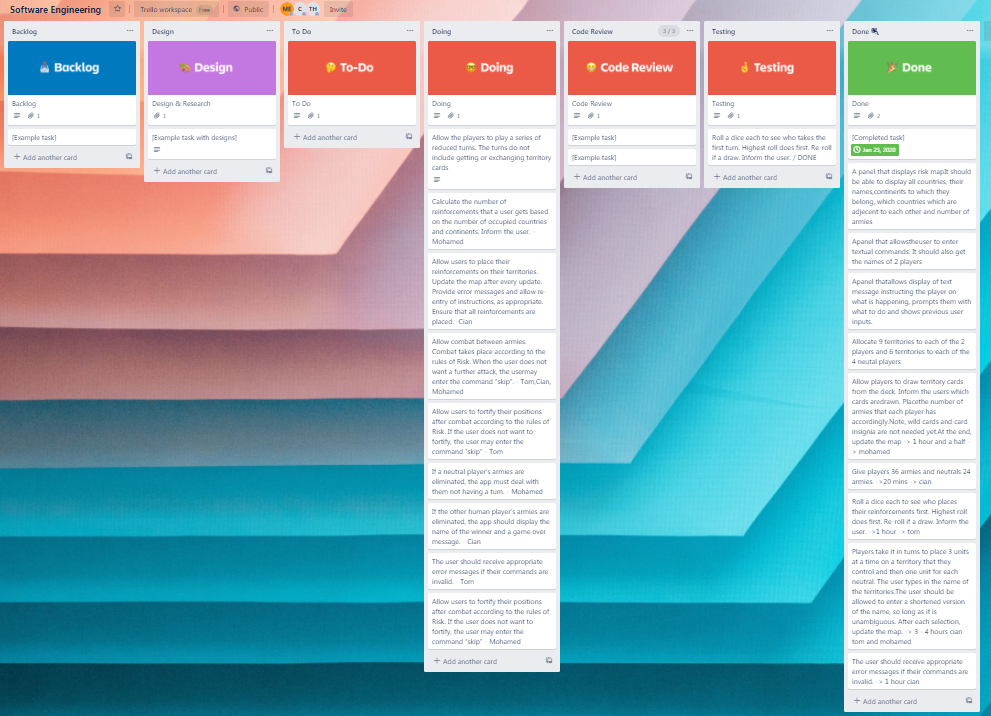 Software Engineering
Trello workspace Free
Public
ME C TH
Invite
Backlog
Backlog
Backlog
1
[Example task]
+ Add another card
Design
Design
Design & Research
1
[Example task with designs]
+ Add another card
To Do
To-Do
To Do
1
+ Add another card
Doing
Doing
Doing
1
Allow the players to play a series of
reduced turns. The turns do not
include getting or exchanging territory
cards
Calculate the number of
reinforcements that a user gets based
on the number of occupied countries
and continents. Inform the user. -
Mohamed
Allow users to place their
reinforcements on their territories.
Update the map after every update.
Provide error messages and allow re-
entry of instructions, as appropriate.
Ensure that all reinforcements are
placed. -Cian
Allow combat between armies.
Combat takes place according to the
rules of Risk. When the user does not
want a further attack, the usermay
enter the command "skip". - Tom,Cian,
Mohamed
Allow users to fortify their positions
after combat according to the rules of
Risk. If the user does not want to
fortify, the user may enter the
command "skip" - Tom
If a neutral player's armies are
eliminated, the app must deal with
them not having a turn. - Mohamed
If the other human player's armies are
eliminated, the app should display the
name of the winner and a game over
message. - Cian
The user should receive appropriate
error messages if their commands are
invalid. - Tom
Allow users to fortify their positions
after combat according to the rules of
Risk. If the user does not want to
fortify, the user may enter the
command "skip" - Mohamed
+ Add another card
Code Review
3 / 3
Code Review
Code Review
1
[Example task]
[Example task]
+ Add another card
Testing
Testing
Testing
1
Roll a dice each to see who takes the
first turn. Highest roll does first. Re-roll
if a draw. Inform the user. / DONE
+ Add another card
Done
Done
Done
2
[Completed task]
Jan 25, 2020
A panel that displays risk mapIt should
be able to display all countries, their
names,continents to which they
belong, which countries which are
adjecent to each other and number of
armies
Apanel that allowstheuser to enter
textual commands. It should also get
the names of 2 players
Apanel thatallows display of text
message instructing the player on
what is happening, prompts them with
what to do and shows previous user
inputs.
Allocate 9 territories to each of the 2
players and 6 territories to each of the
4 neutal players
Allow players to draw territory cards
from the deck. Inform the users which
cards aredrawn. Placethe number of
armies that each player has
accordingly.Note, wild cards and card
insignia are not needed yet.At the end,
update the map -> 1 hour and a half -
> mohamed
Give players 36 armies and neutrals 24
armies. ->20 mins -> cian
Roll a dice each to see who places
their reinforcements first. Highest roll
does first. Re-roll if a draw. Inform the
user. ->1 hour -> tom
Players take it in turns to place 3 units
at a time on a territory that they
control and then one unit for each
neutral. The user types in the name of
the territories.The user should be
allowed to enter a shortened version
of the name, so long as it is
unambiguous. After each selection,
update the map. -> 3 - 4 hours cian
tom and mohamed
The user should receive appropriate
error messages if their commands are
invalid. -> 1 hour cian
+ Add another card